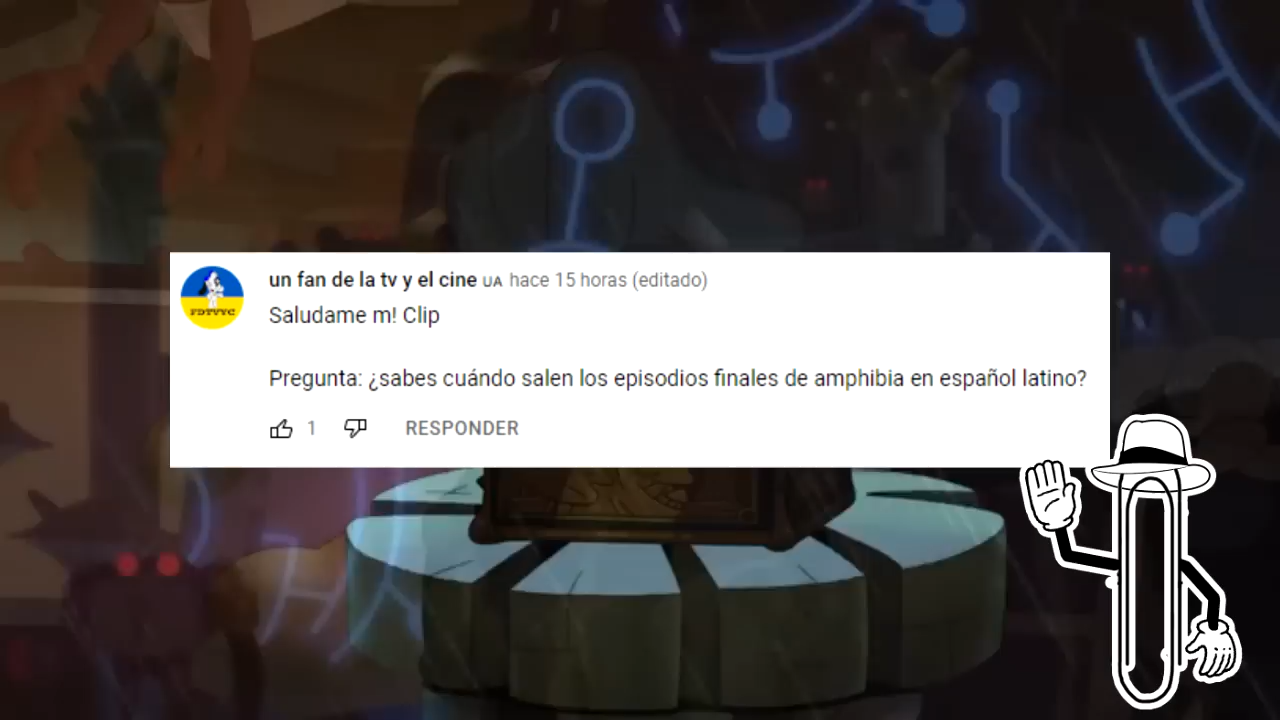 FDTVYC
un fan de la tv y el cine UA hace 15 horas (editado)
Saludame m! Clip
Pregunta: ¿sabes cuándo salen los episodios finales de amphibia en español latino?
1
RESPONDER